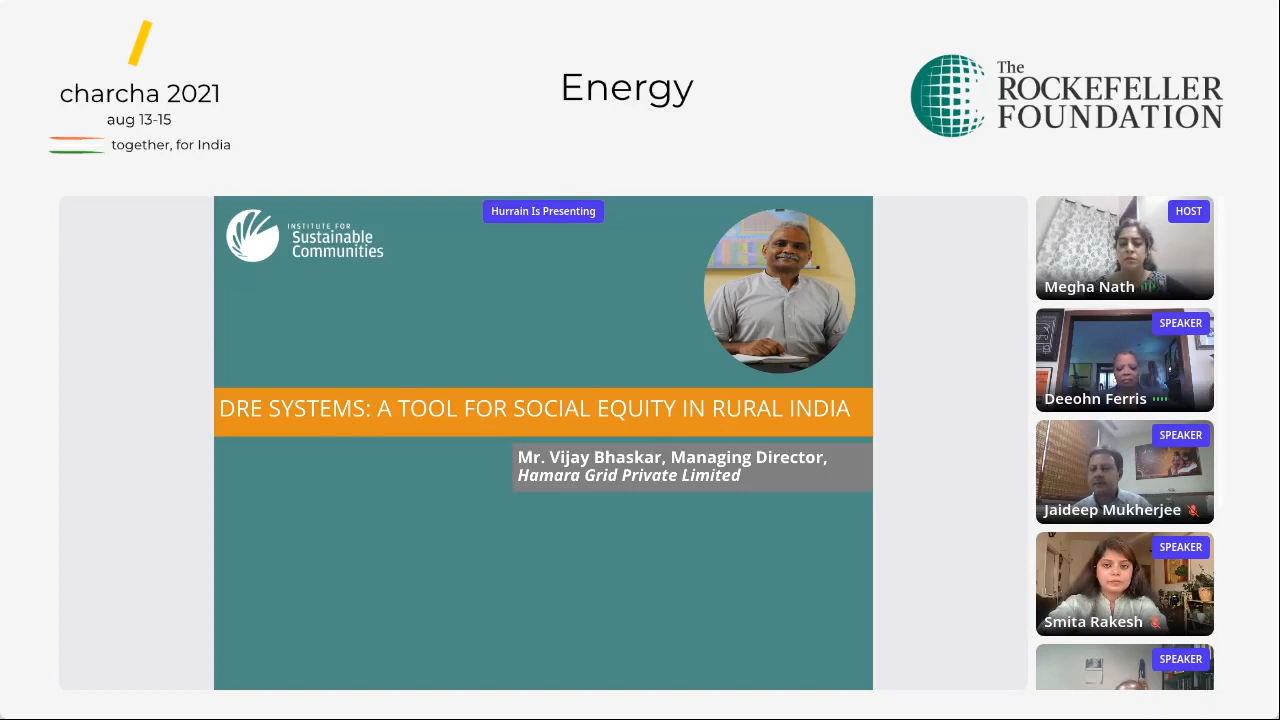 charcha 2021
aug 13-15
together, for India
Energy
The
ROCKEFELLER
FOUNDATION
Hurrain Is Presenting
INSTITUTE FOR
Sustainable
Communities
DRE SYSTEMS: A TOOL FOR SOCIAL EQUITY IN RURAL INDIA
Mr. Vijay Bhaskar, Managing Director,
Hamara Grid Private Limited
HOST
Megha Nath
SPEAKER
Deeohn Ferris
SPEAKER
Jaideep Mukherjee
SPEAKER
Smita Rakesh
SPEAKER